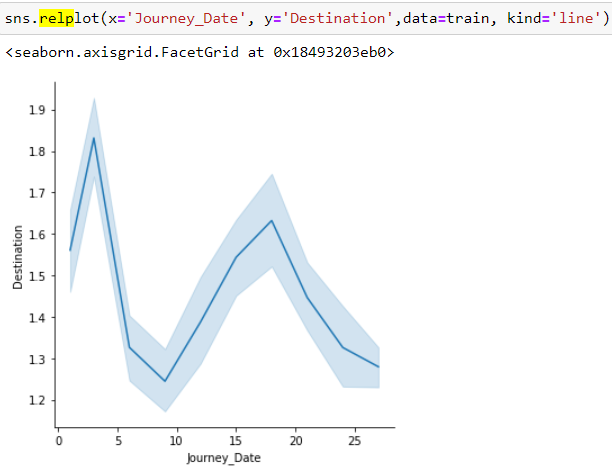 sns.relplot(x='Journey_Date', y='Destination',data=train, kind='line')
<seaborn.axisgrid.FacetGrid at 0x18493203eb0>
1.9
1.8
1.7
1.6
1.5
1.4
1.3
1.2
Destination
0 5 10 15 20 25
Journey_Date